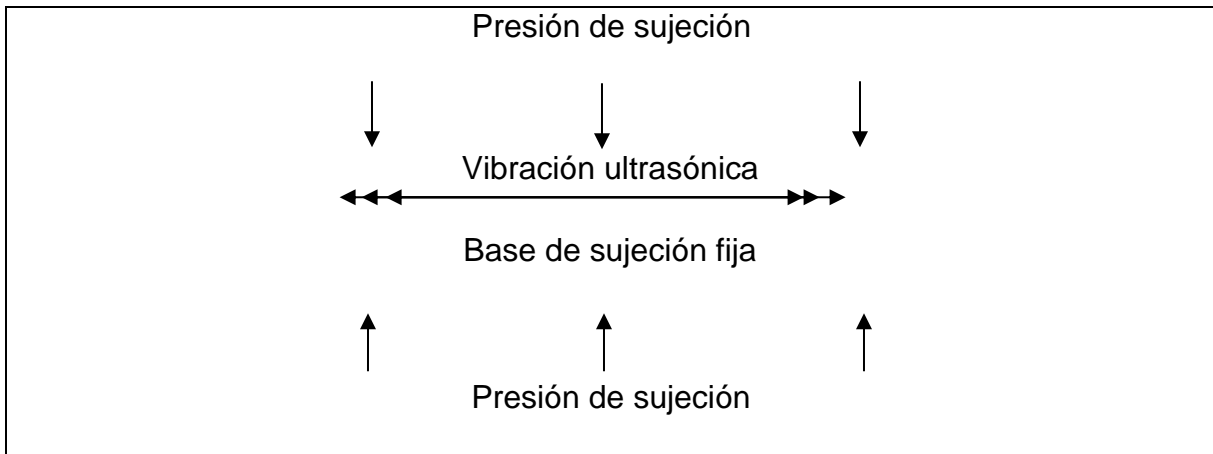 Presión de sujeción
Vibración ultrasónica
Base de sujeción fija
Presión de sujeción